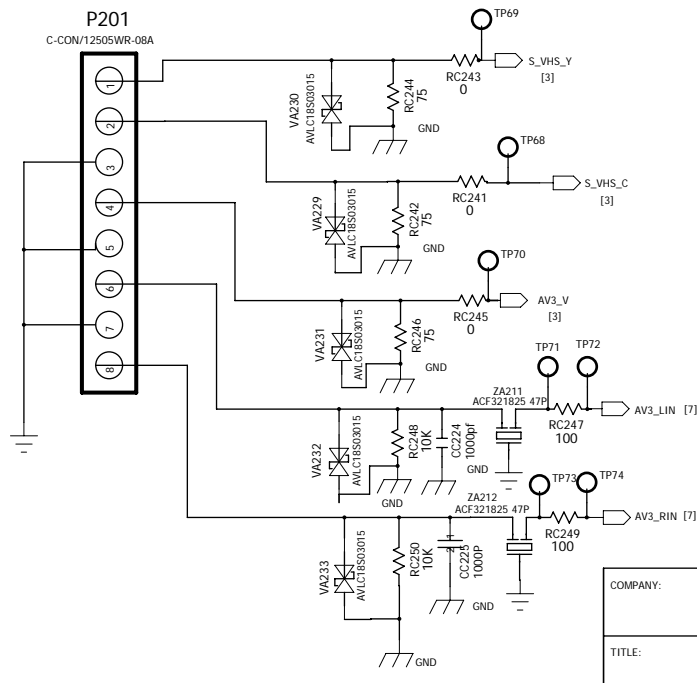 P201
C-CON/12505WR-08A
1
2
3
4
5
6
7
8
TP69
S_VHS_Y
[3]
RC243
0
VA230
AVLC18S03015
RC244
75
GND
TP68
S_VHS_C
[3]
RC241
0
VA229
AVLC18S03015
RC242
75
GND
TP70
AV3_V
[3]
RC245
0
VA231
AVLC18S03015
RC246
75
GND
TP71
TP72
ZA211
ACF321825 47P
AV3_LIN [7]
RC247
100
VA232
AVLC18S03015
RC248
10K
CC224
1000pf
GND
GND
TP73
TP74
ZA212
ACF321825 47P
AV3_RIN [7]
RC249
100
VA233
AVLC18S03015
RC250
10K
2 1
CC225
1000P
GND
GND
COMPANY:
TITLE: